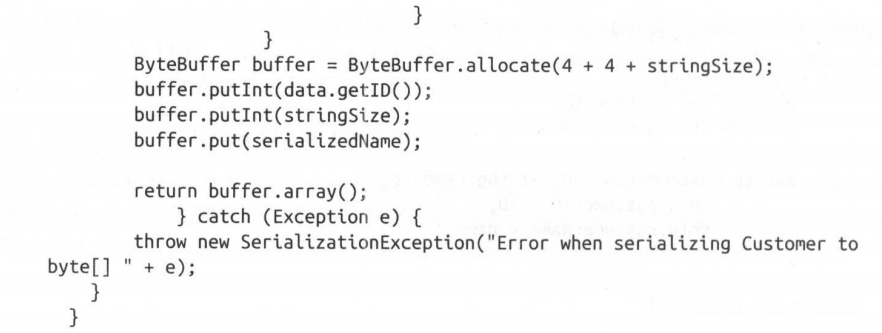 }
}
ByteBuffer buffer = ByteBuffer.allocate(4 + 4 + stringSize);
buffer.putInt(data.getID());
buffer.putInt(stringSize);
buffer.put(serializedName);
return buffer.array();
} catch (Exception e) {
throw new SerializationException("Error when serializing Customer to
byte[] " + e);
}
}